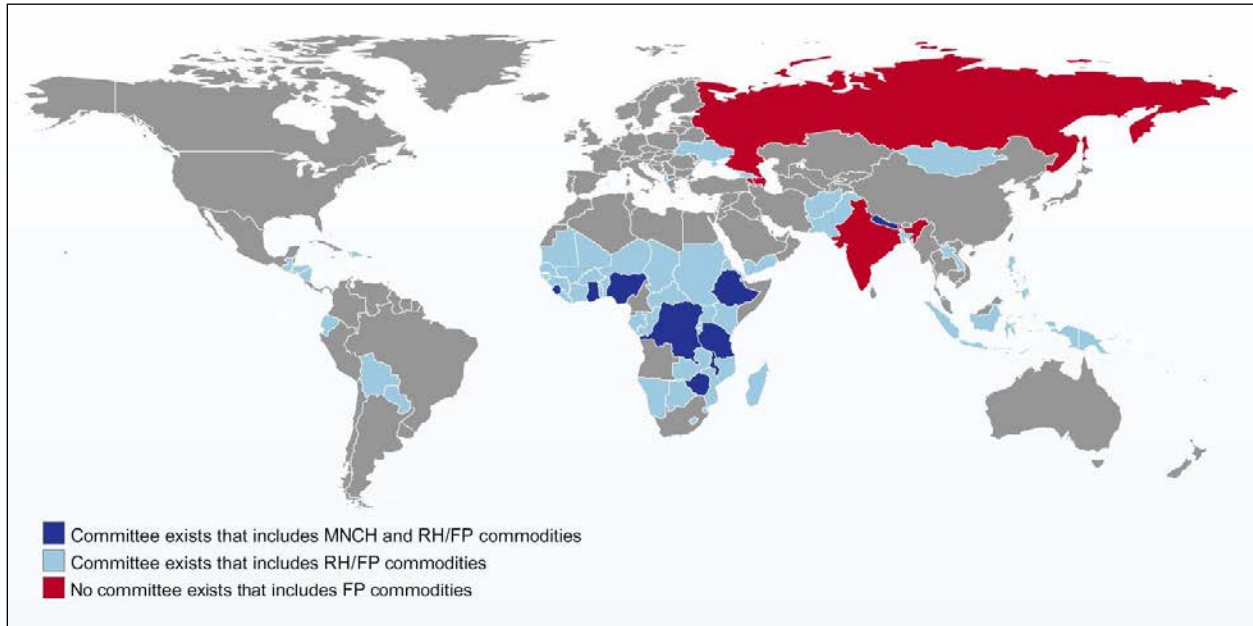 Committee exists that includes MNCH and RH/FP commodities
Committee exists that includes RH/FP commodities
No committee exists that includes FP commodities